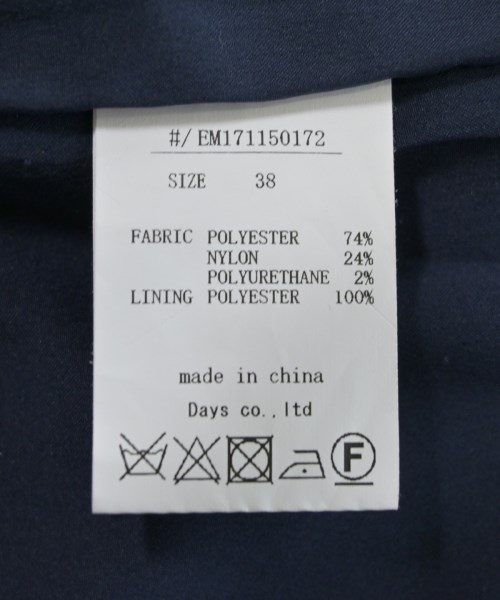 #/ EM171150172
SIZE 38
FABRIC POLYESTER 74%
NYLON 24%
POLYURETHANE 2%
LINING POLYESTER 100%
made in china
Days co.,ltd
F